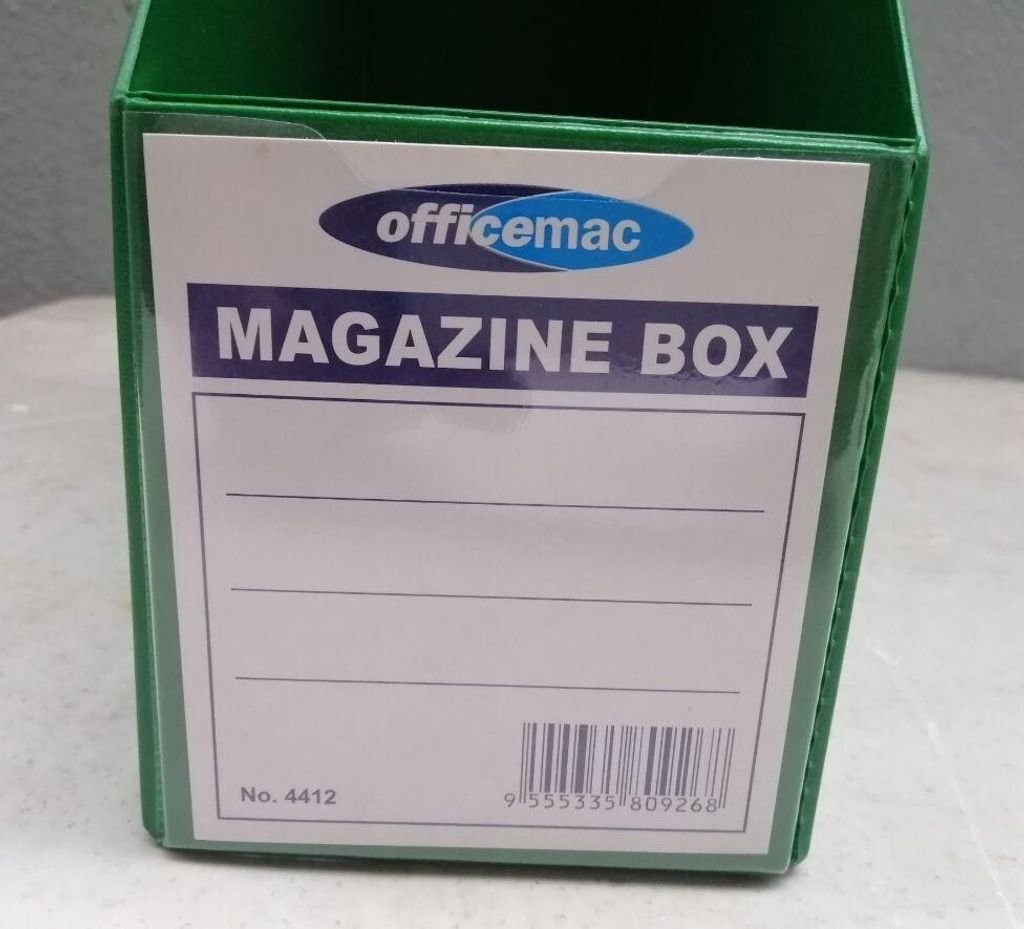 officemac
MAGAZINE BOX
No. 4412
9 555335 809268